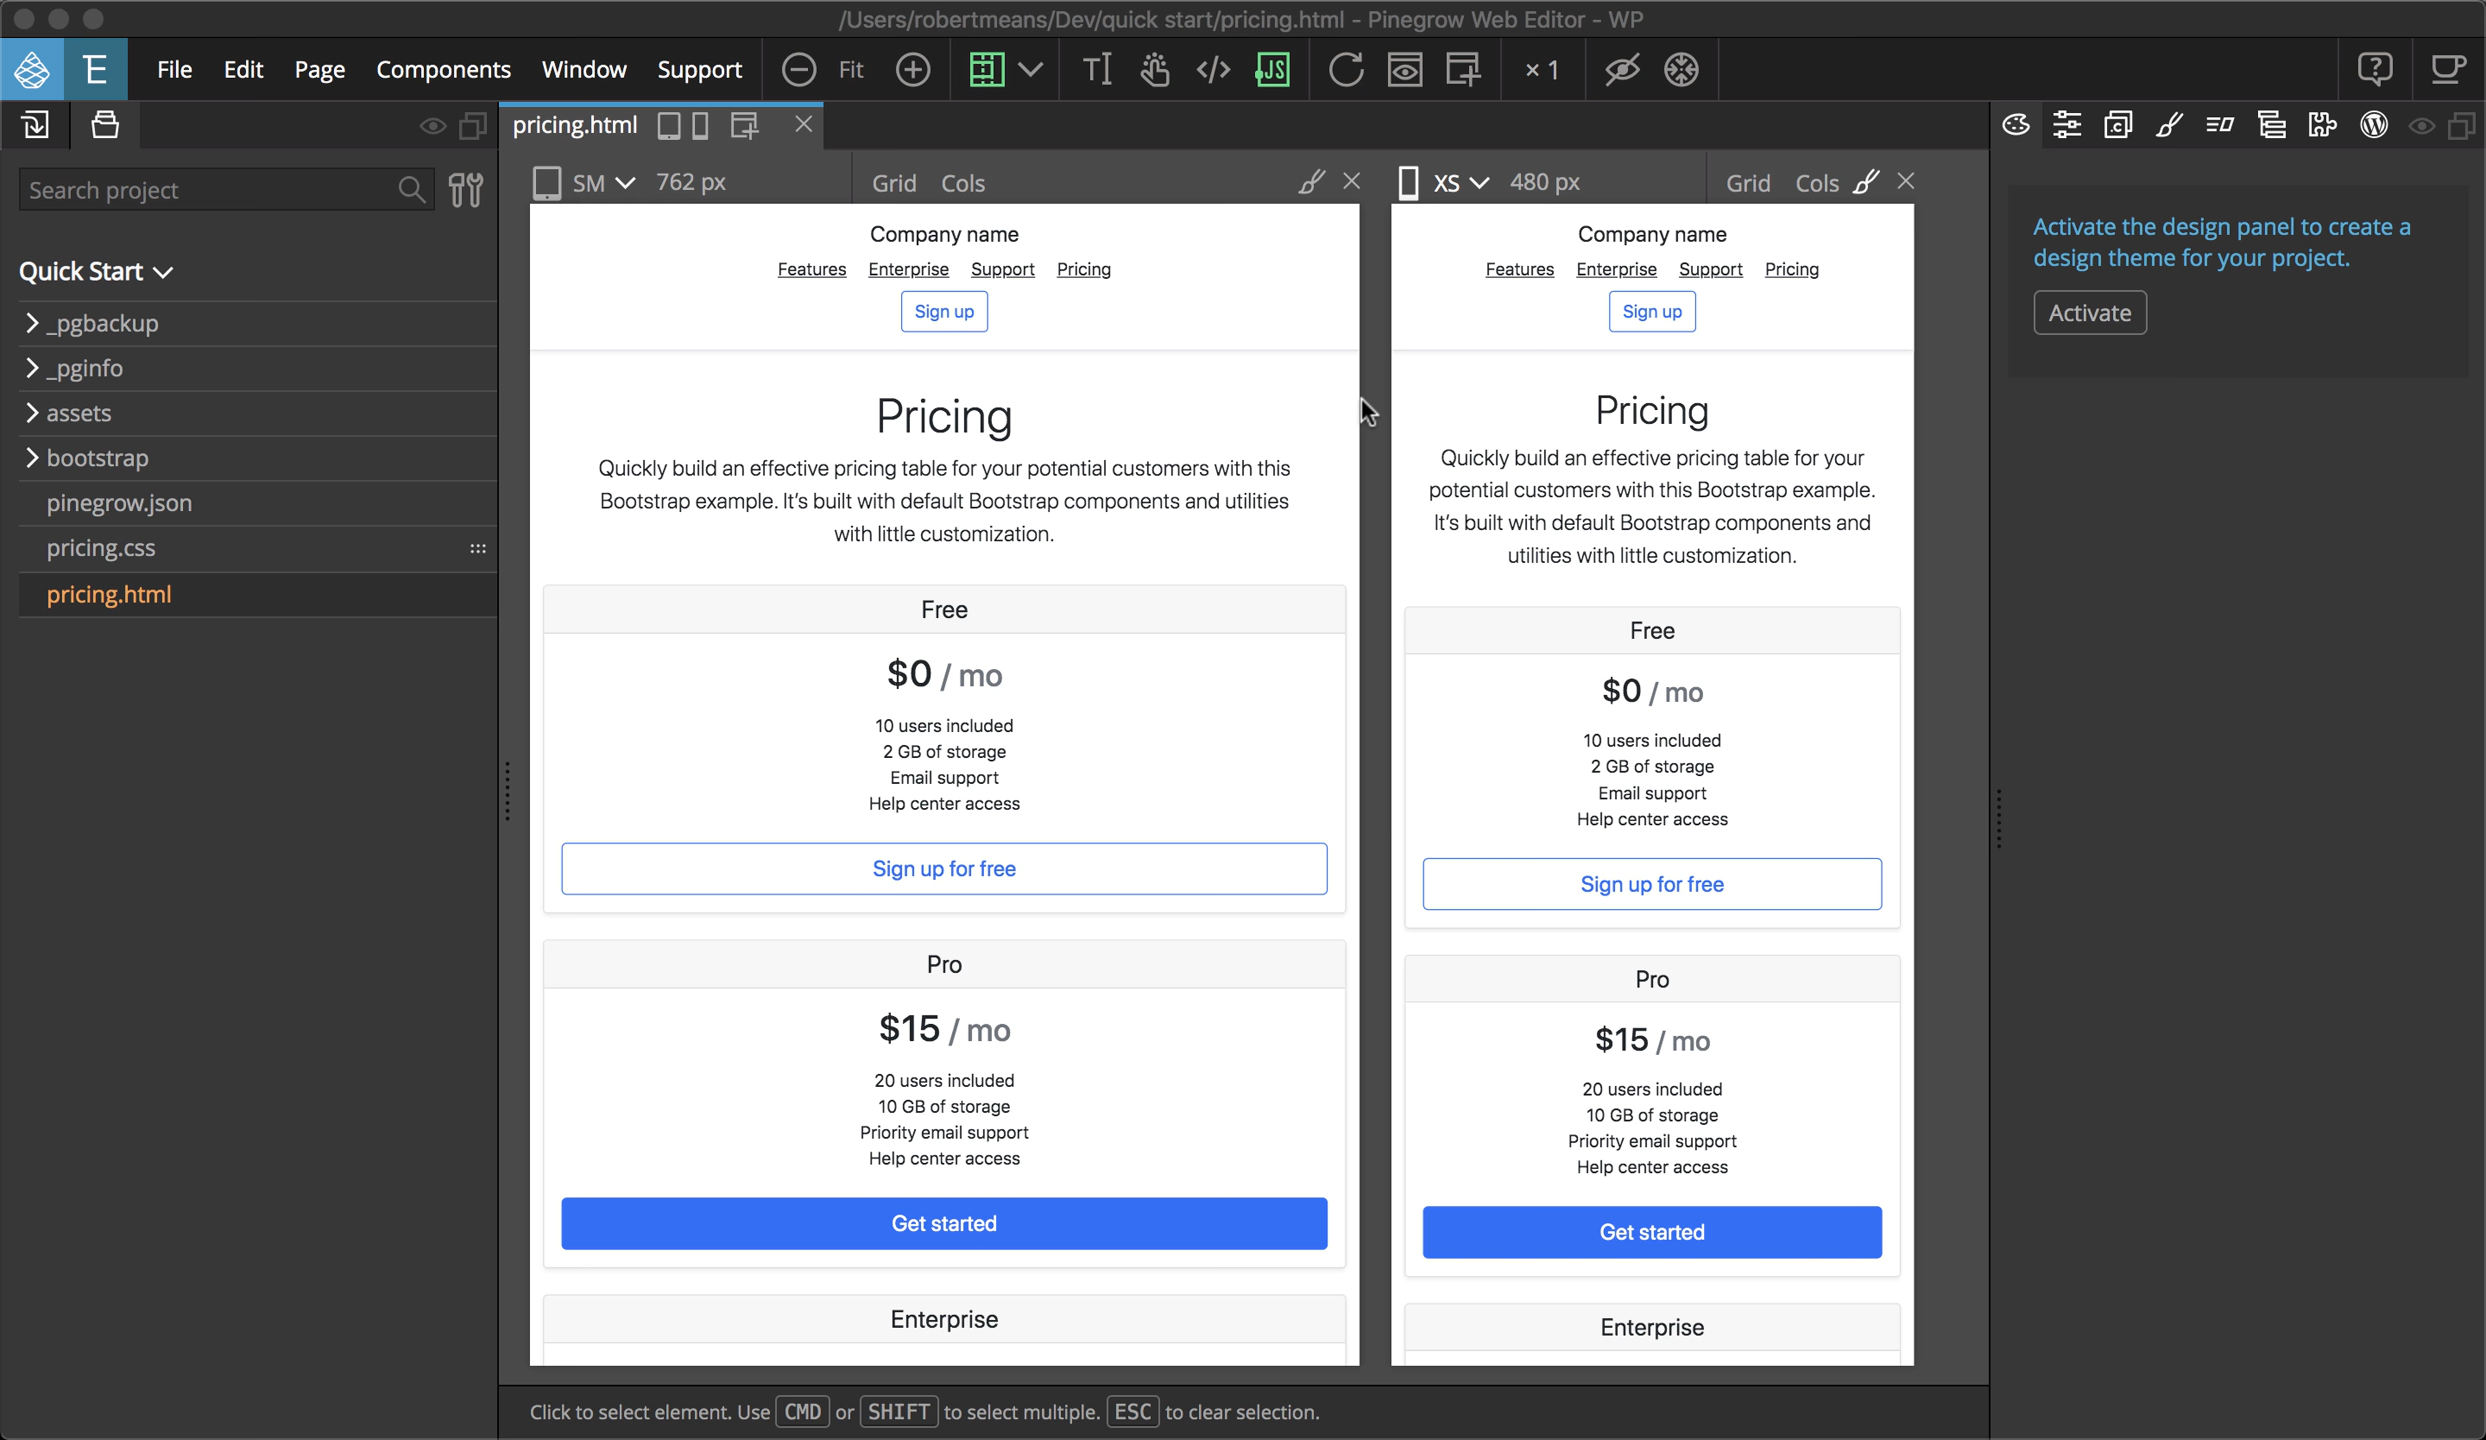 /Users/robertmeans/Dev/quick start/pricing.html - Pinegrow Web Editor - WP
E File Edit Page Components Window Support Fit TI </> JS × 1 ?
pricing.html
Search project
Quick Start
_pgbackup
_pginfo
assets
bootstrap
pinegrow.json
pricing.css
pricing.html
SM 762 px Grid Cols
Company name
Features Enterprise Support Pricing
Sign up
Pricing
Quickly build an effective pricing table for your potential customers with this
Bootstrap example. It's built with default Bootstrap components and utilities
with little customization.
Free
$0 / mo
10 users included
2 GB of storage
Email support
Help center access
Sign up for free
Pro
$15 / mo
20 users included
10 GB of storage
Priority email support
Help center access
Get started
Enterprise
XS 480 px Grid Cols
Company name
Features Enterprise Support Pricing
Sign up
Pricing
Quickly build an effective pricing table for your
potential customers with this Bootstrap example.
It's built with default Bootstrap components and
utilities with little customization.
Free
$0 / mo
10 users included
2 GB of storage
Email support
Help center access
Sign up for free
Pro
$15 / mo
20 users included
10 GB of storage
Priority email support
Help center access
Get started
Enterprise
Activate the design panel to create a
design theme for your project.
Activate
Click to select element. Use CMD or SHIFT to select multiple. ESC to clear selection.